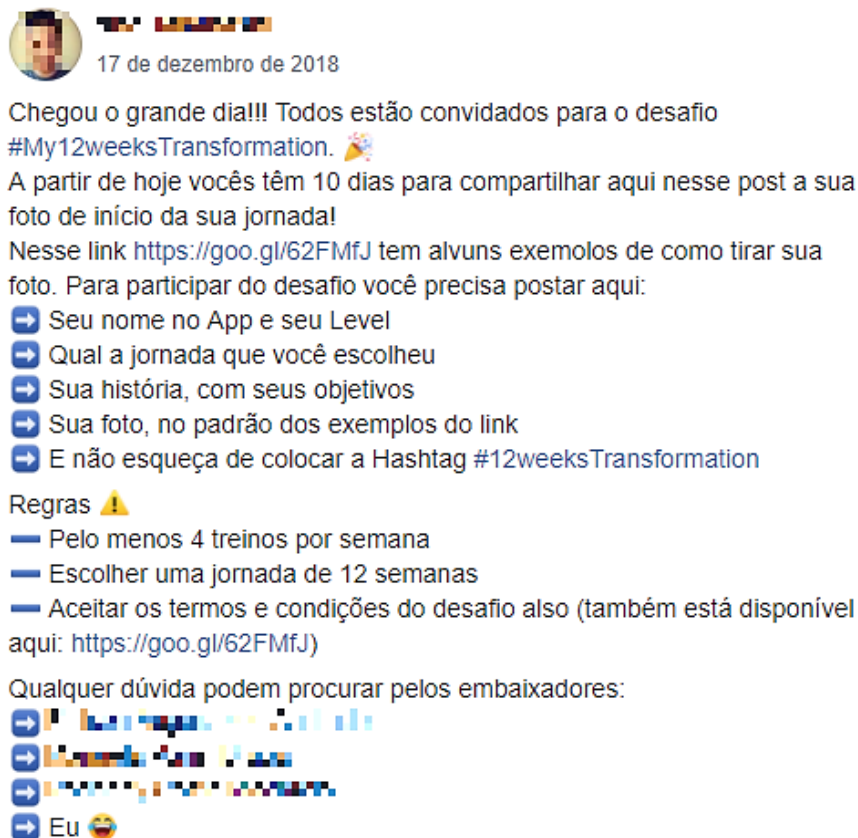 17 de dezembro de 2018
Chegou o grande dia!!! Todos estão convidados para o desafio
#My12weeksTransformation. 🎉
A partir de hoje vocês têm 10 dias para compartilhar aqui nesse post a sua
foto de início da sua jornada!
Nesse link https://goo.gl/62FMfJ tem alvuns exemolos de como tirar sua
foto. Para participar do desafio você precisa postar aqui:
➡ Seu nome no App e seu Level
➡ Qual a jornada que você escolheu
➡ Sua história, com seus objetivos
➡ Sua foto, no padrão dos exemplos do link
➡ E não esqueça de colocar a Hashtag #12weeksTransformation
Regras ⚠
➖ Pelo menos 4 treinos por semana
➖ Escolher uma jornada de 12 semanas
➖ Aceitar os termos e condições do desafio also (também está disponível
aqui: https://goo.gl/62FMfJ)
Qualquer dúvida podem procurar pelos embaixadores:
➡ Eu 😂